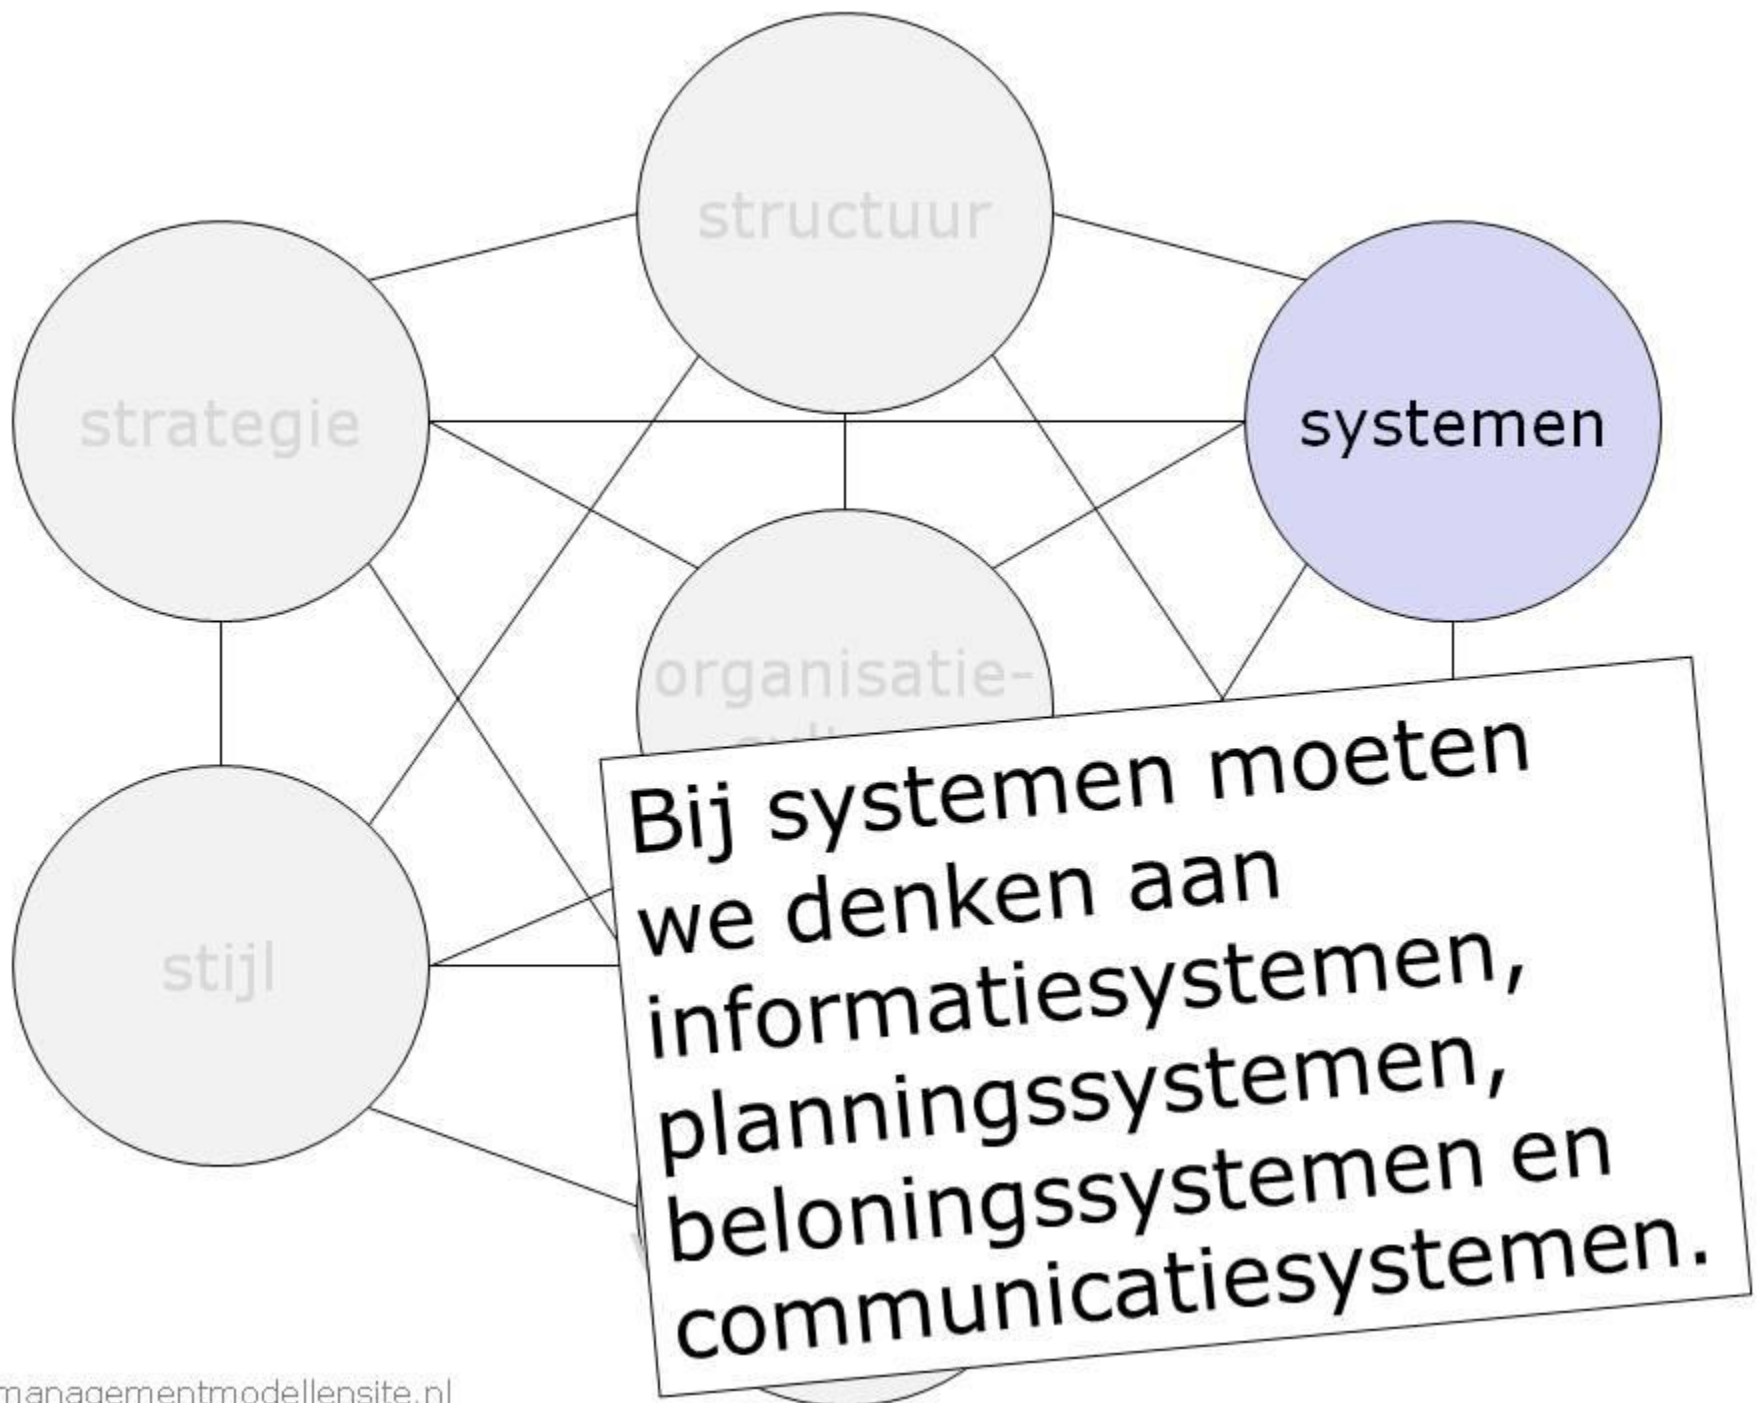 structuur
strategie
systemen
organisatie-
stijl
Bij systemen moeten
we denken aan
informatiesystemen,
planningssystemen,
beloningssystemen en
communicatiesystemen.
managementmodellensite.nl